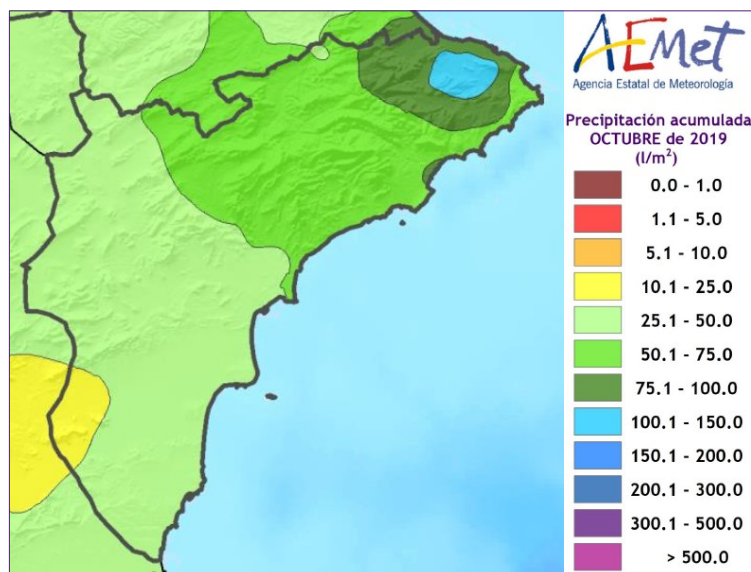 AEMet
Agencia Estatal de Meteorología
Precipitación acumulada
OCTUBRE de 2019
(l/m²)
0.0 - 1.0
1.1 - 5.0
5.1 - 10.0
10.1 - 25.0
25.1 - 50.0
50.1 - 75.0
75.1 - 100.0
100.1 - 150.0
150.1 - 200.0
200.1 - 300.0
300.1 - 500.0
> 500.0